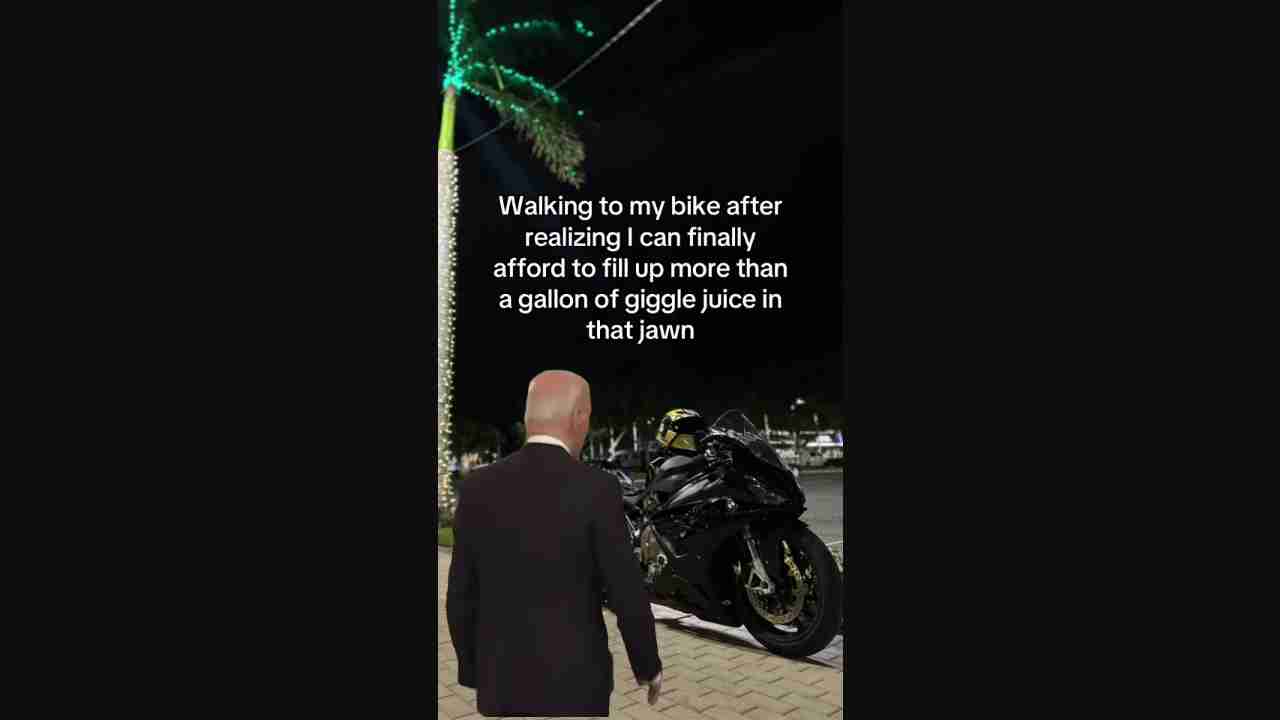 Walking to my bike after
realizing I can finally
afford to fill up more than
a gallon of giggle juice in
that jawn